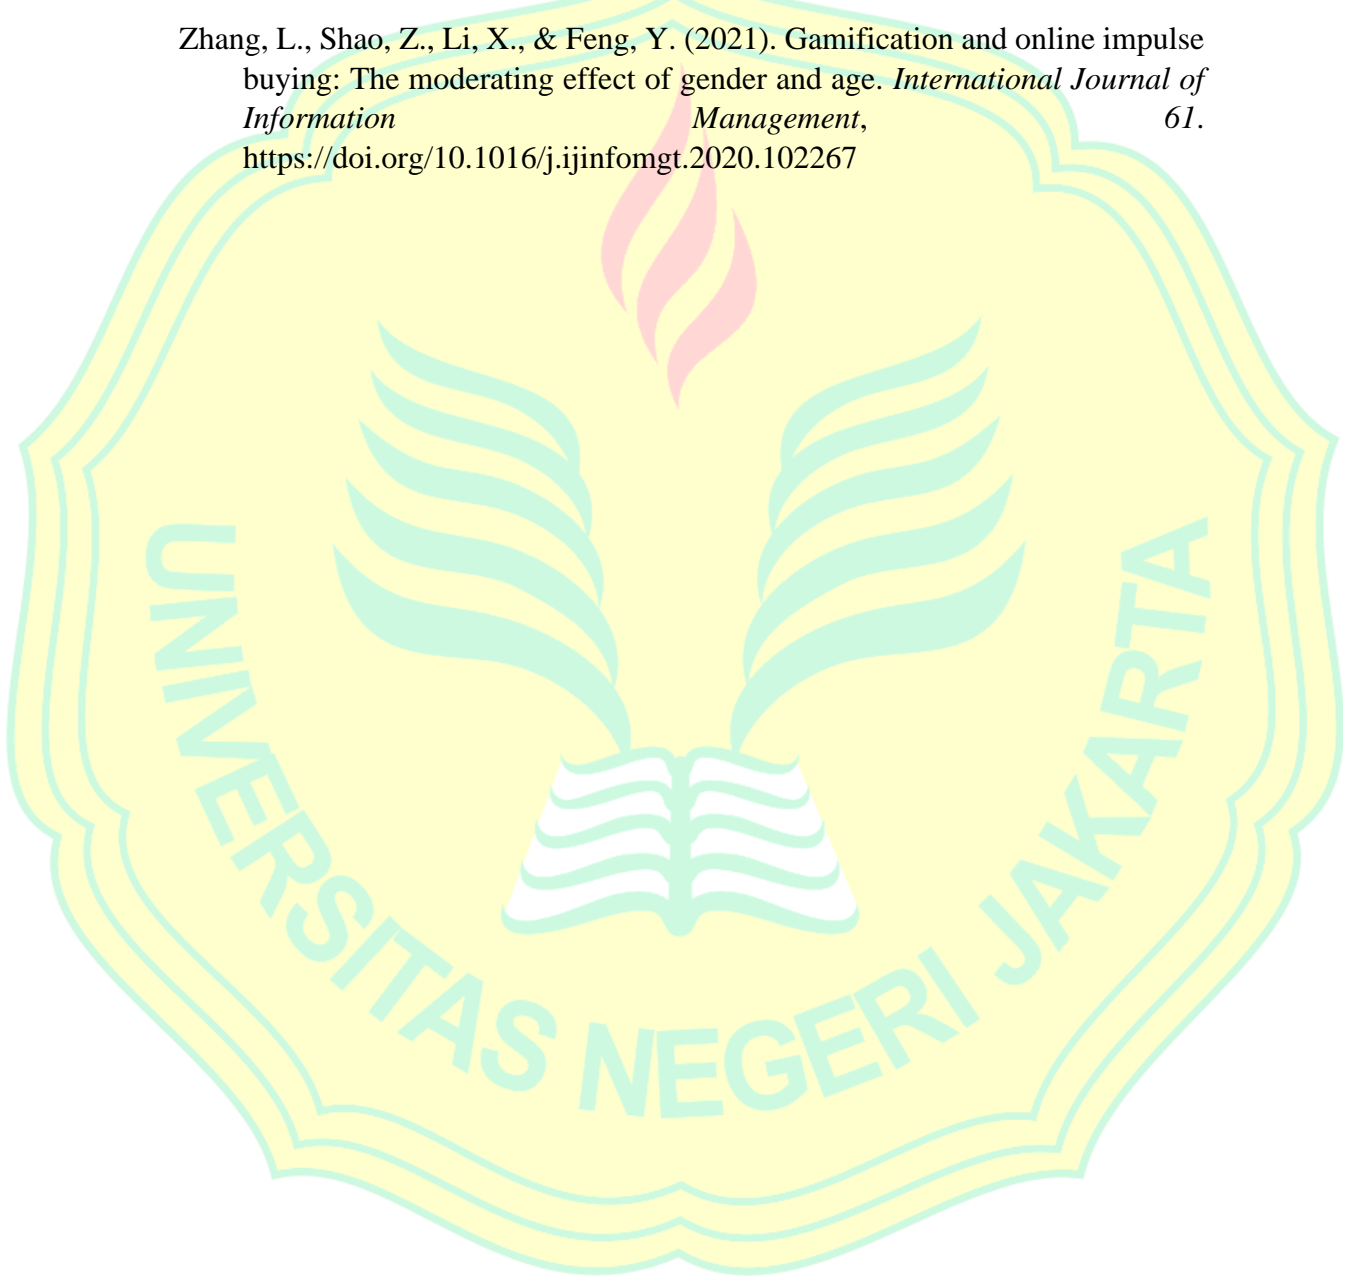 Zhang, L., Shao, Z., Li, X., & Feng, Y. (2021). Gamification and online impulse
buying: The moderating effect of gender and age. International Journal of
Information Management, 61.
https://doi.org/10.1016/j.ijinfomgt.2020.102267
UNIVERSITAS NEGERI JAKARTA